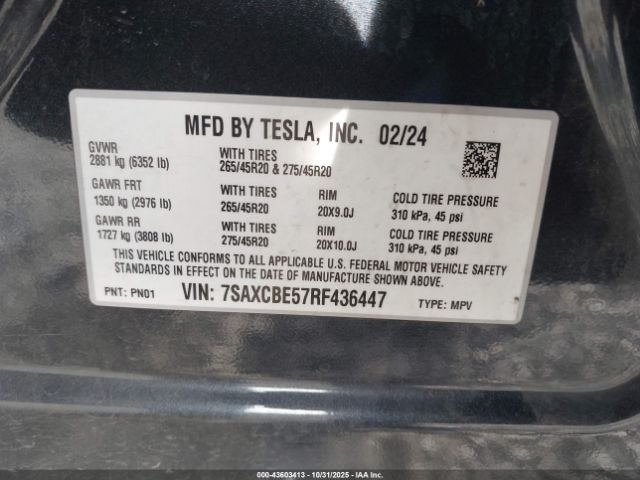 MFD BY TESLA, INC. 02/24
GVWR
2881 kg (6352 lb)
WITH TIRES
265/45R20 & 275/45R20
GAWR FRT
1350 kg (2976 lb)
WITH TIRES
265/45R20
RIM
20X9.0J
COLD TIRE PRESSURE
310 kPa, 45 psi
GAWR RR
1727 kg (3808 lb)
WITH TIRES
275/45R20
RIM
20X10.0J
COLD TIRE PRESSURE
310 kPa, 45 psi
THIS VEHICLE CONFORMS TO ALL APPLICABLE U.S. FEDERAL MOTOR VEHICLE SAFETY
STANDARDS IN EFFECT ON THE DATE OF MANUFACTURE SHOWN ABOVE.
PNT: PN01 VIN: 7SAXCBE57RF436447 TYPE: MPV
000-43603413 - 10/31/2025 - IAA, Inc.